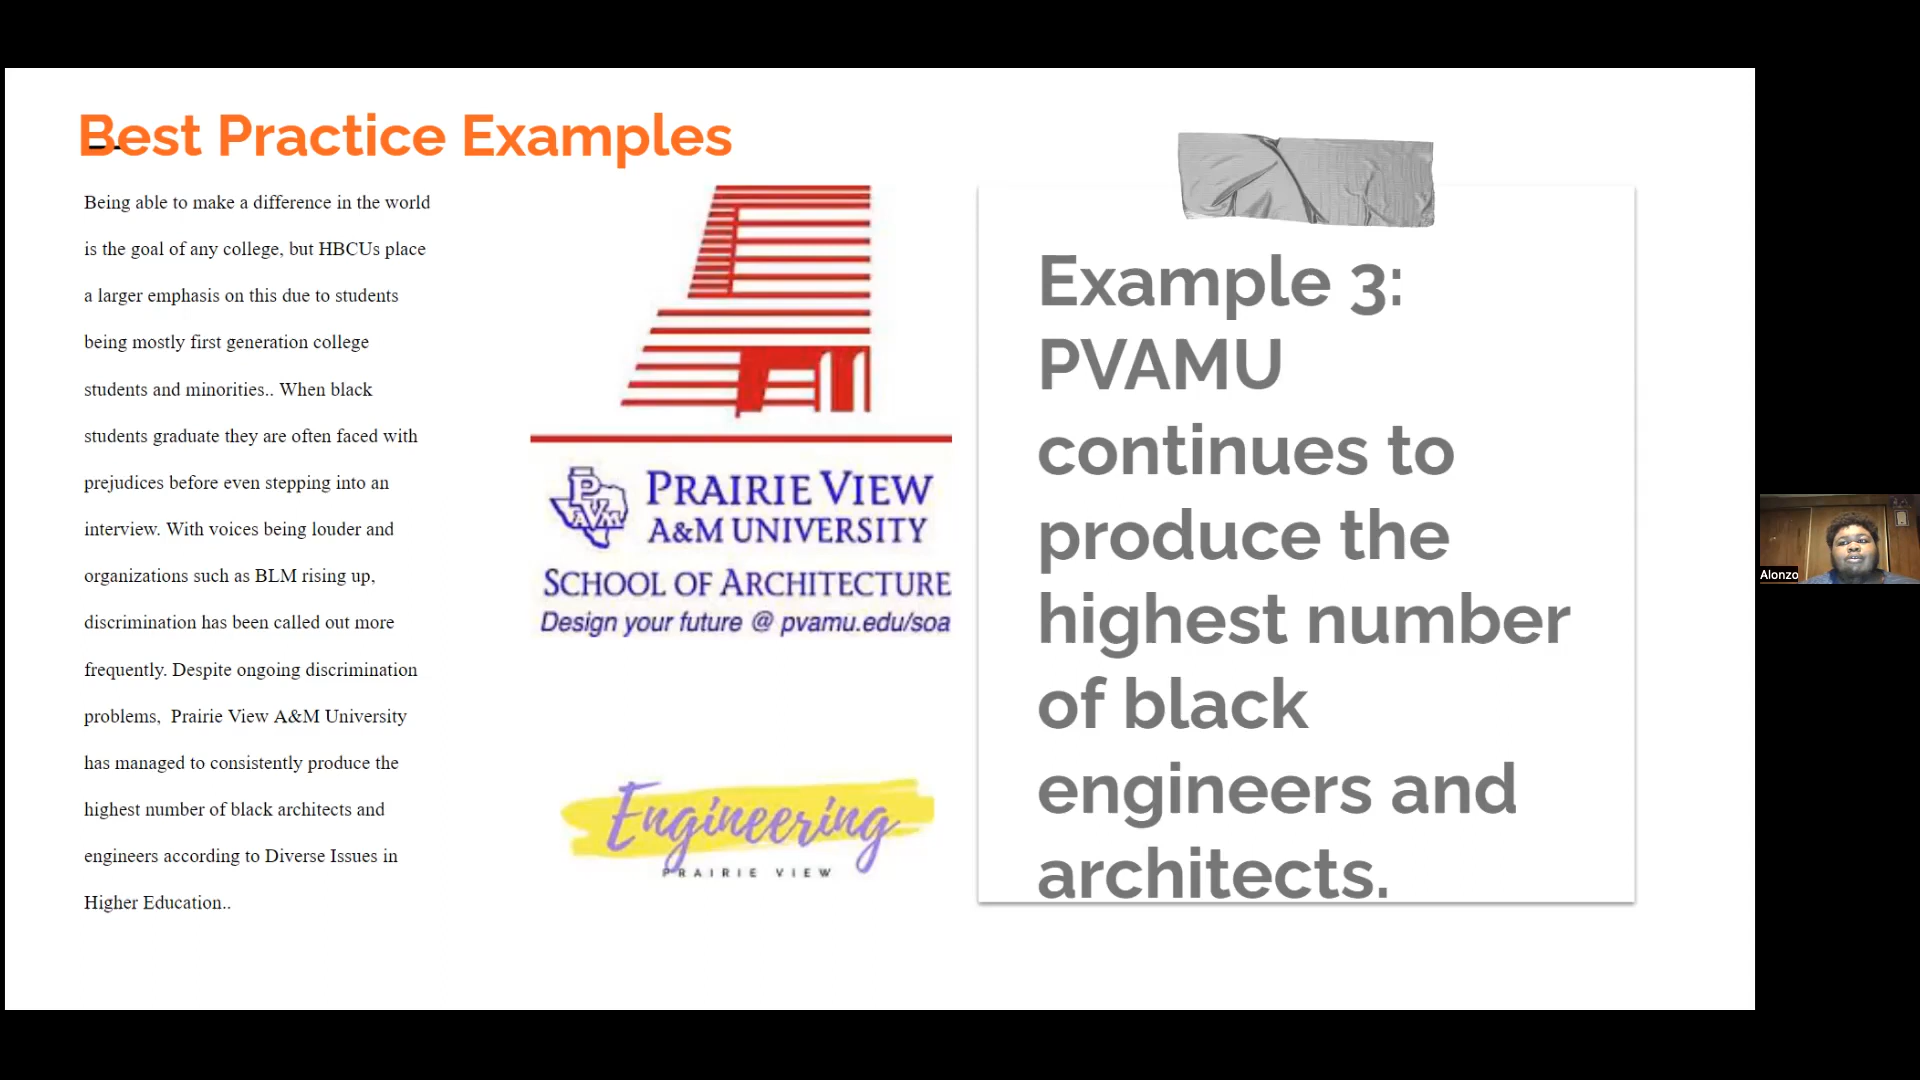 Best Practice Examples
Being able to make a difference in the world
is the goal of any college, but HBCUs place
a larger emphasis on this due to students
being mostly first generation college
students and minorities.. When black
students graduate they are often faced with
prejudices before even stepping into an
interview. With voices being louder and
organizations such as BLM rising up,
discrimination has been called out more
frequently. Despite ongoing discrimination
problems,  Prairie View A&M University
has managed to consistently produce the
highest number of black architects and
engineers according to Diverse Issues in
Higher Education..
PVAM
PRAIRIE VIEW
A&M UNIVERSITY
SCHOOL OF ARCHITECTURE
Design your future @ pvamu.edu/soa
Engineering
PRAIRIE VIEW
Example 3:
PVAMU
continues to
produce the
highest number
of black
engineers and
architects.
Alonzo